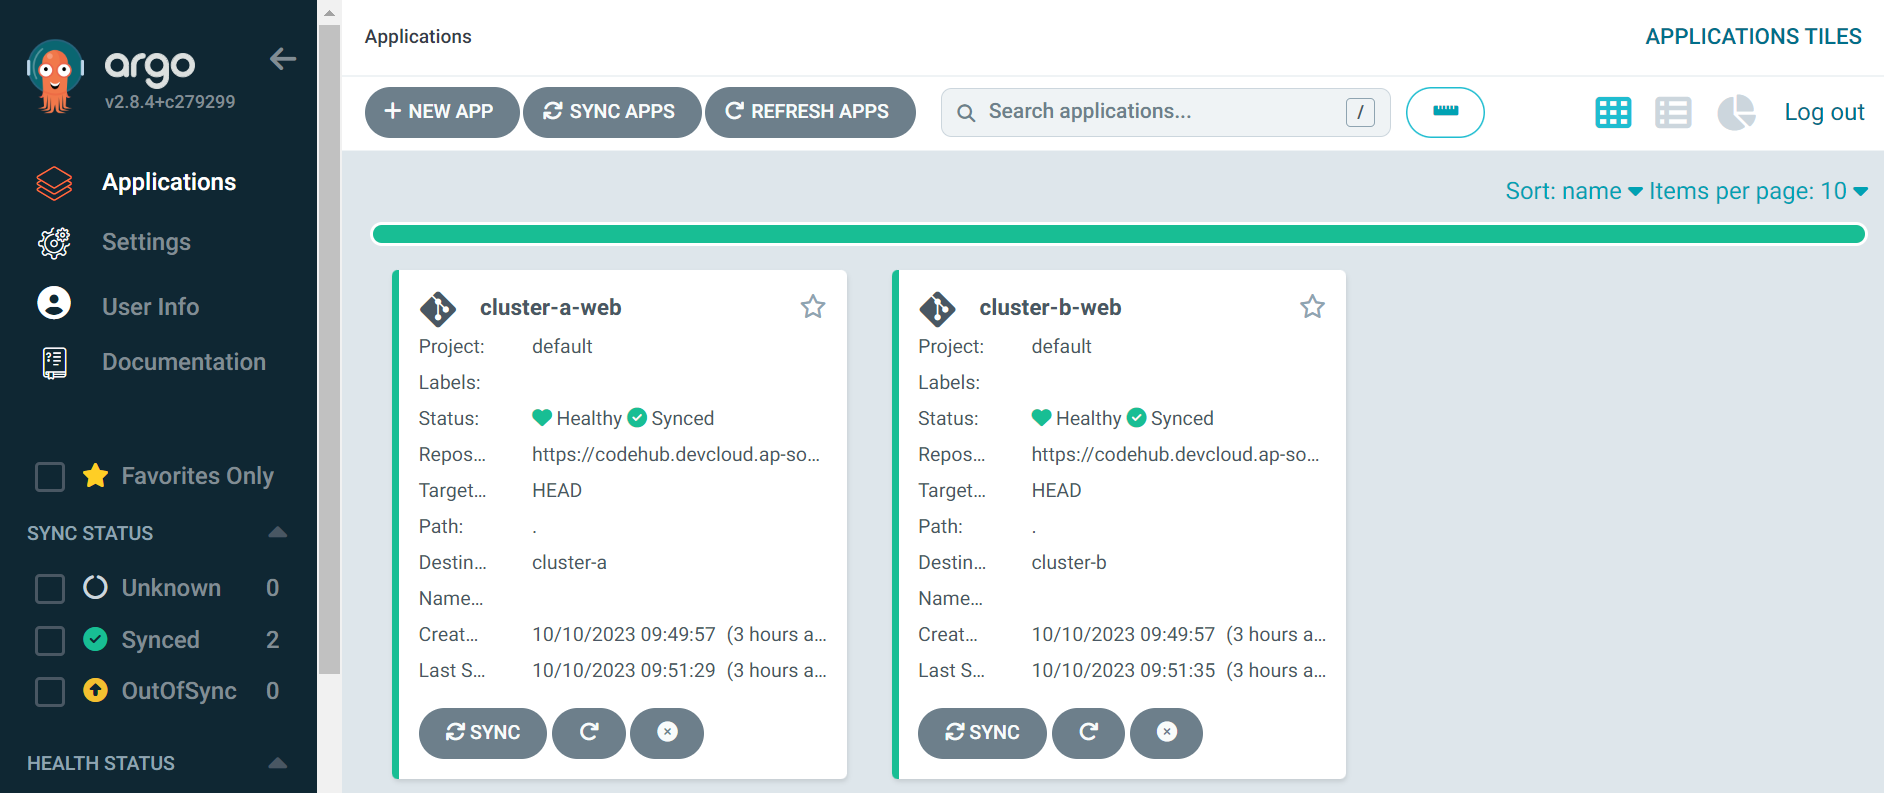 argo
v2.8.4+c279299
Applications
Settings
User Info
Documentation
Favorites Only
SYNC STATUS
Unknown 0
Synced 2
OutOfSync 0
HEALTH STATUS
Applications
APPLICATIONS TILES
NEW APP SYNC APPS REFRESH APPS Search applications... / Log out
Sort: name Items per page: 10
cluster-a-web
Project: default
Labels:
Status: Healthy Synced
Repos... https://codehub.devcloud.ap-so...
Target... HEAD
Path: .
Destin... cluster-a
Name...
Creat... 10/10/2023 09:49:57 (3 hours a...
Last S... 10/10/2023 09:51:29 (3 hours a...
SYNC
cluster-b-web
Project: default
Labels:
Status: Healthy Synced
Repos... https://codehub.devcloud.ap-so...
Target... HEAD
Path: .
Destin... cluster-b
Name...
Creat... 10/10/2023 09:49:57 (3 hours a...
Last S... 10/10/2023 09:51:35 (3 hours a...
SYNC